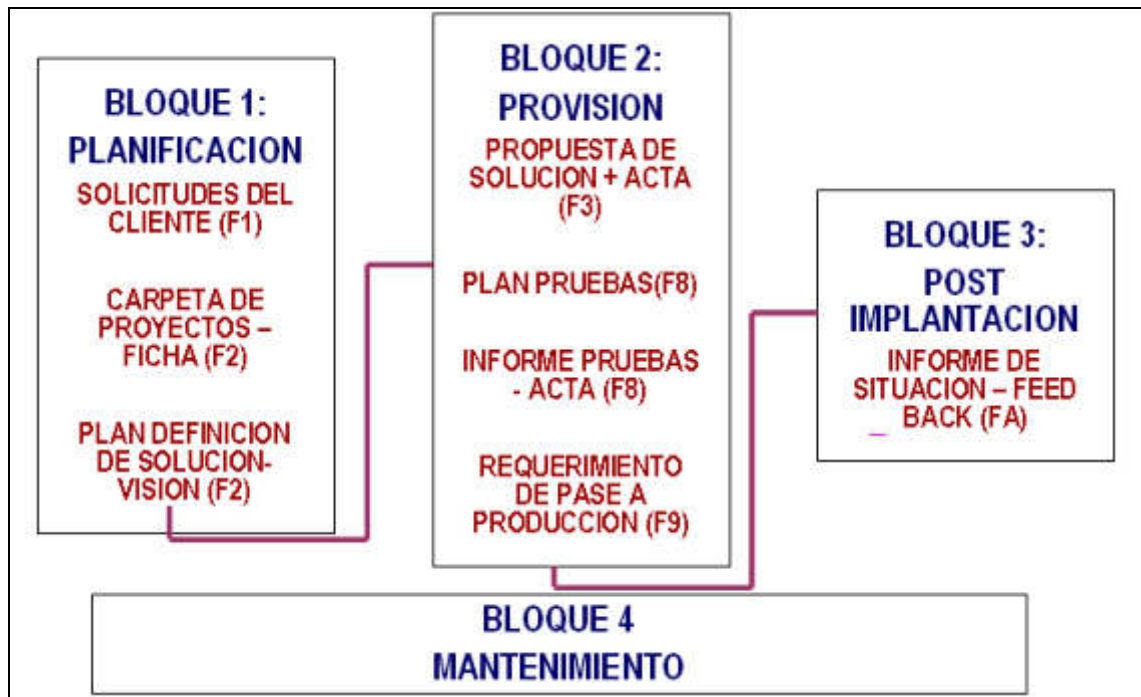 BLOQUE 1:
PLANIFICACION
SOLICITUDES DEL
CLIENTE (F1)
CARPETA DE
PROYECTOS –
FICHA (F2)
PLAN DEFINICION
DE SOLUCION-
VISION (F2)
BLOQUE 2:
PROVISION
PROPUESTA DE
SOLUCION + ACTA
(F3)
PLAN PRUEBAS(F8)
INFORME PRUEBAS
- ACTA (F8)
REQUERIMIENTO
DE PASE A
PRODUCCION (F9)
BLOQUE 3:
POST
IMPLANTACION
INFORME DE
SITUACION – FEED
BACK (FA)
BLOQUE 4
MANTENIMIENTO